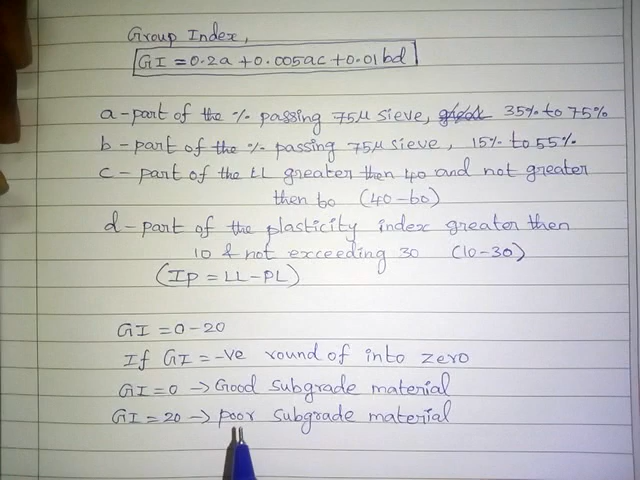 Group Index,
GI = 0.2a + 0.005ac + 0.01bd
a - part of the % passing 75μ sieve, 35% to 75%
b - part of the % passing 75μ sieve, 15% to 55%
c - part of the LL greater then 40 and not greater
then 60 (40-60)
d - part of the plasticity index greater then
10 & not exceeding 30 (10-30)
(IP = LL - PL)
GI = 0-20
If GI = -ve round of into zero
GI = 0 → Good subgrade material
GI = 20 → poor subgrade material